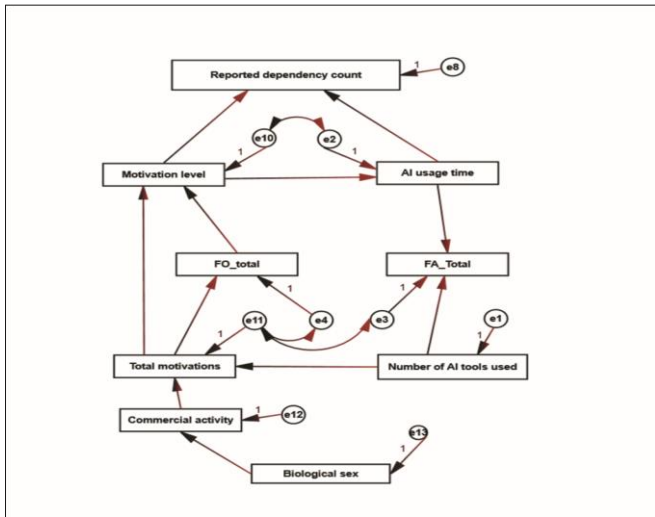 Reported dependency count
1
e8
e10
e2
1
1
Motivation level
AI usage time
FO_total
FA_Total
1
1
e11
e4
e3
e1
1
1
Total motivations
Number of AI tools used
Commercial activity
1
e12
e13
1
Biological sex